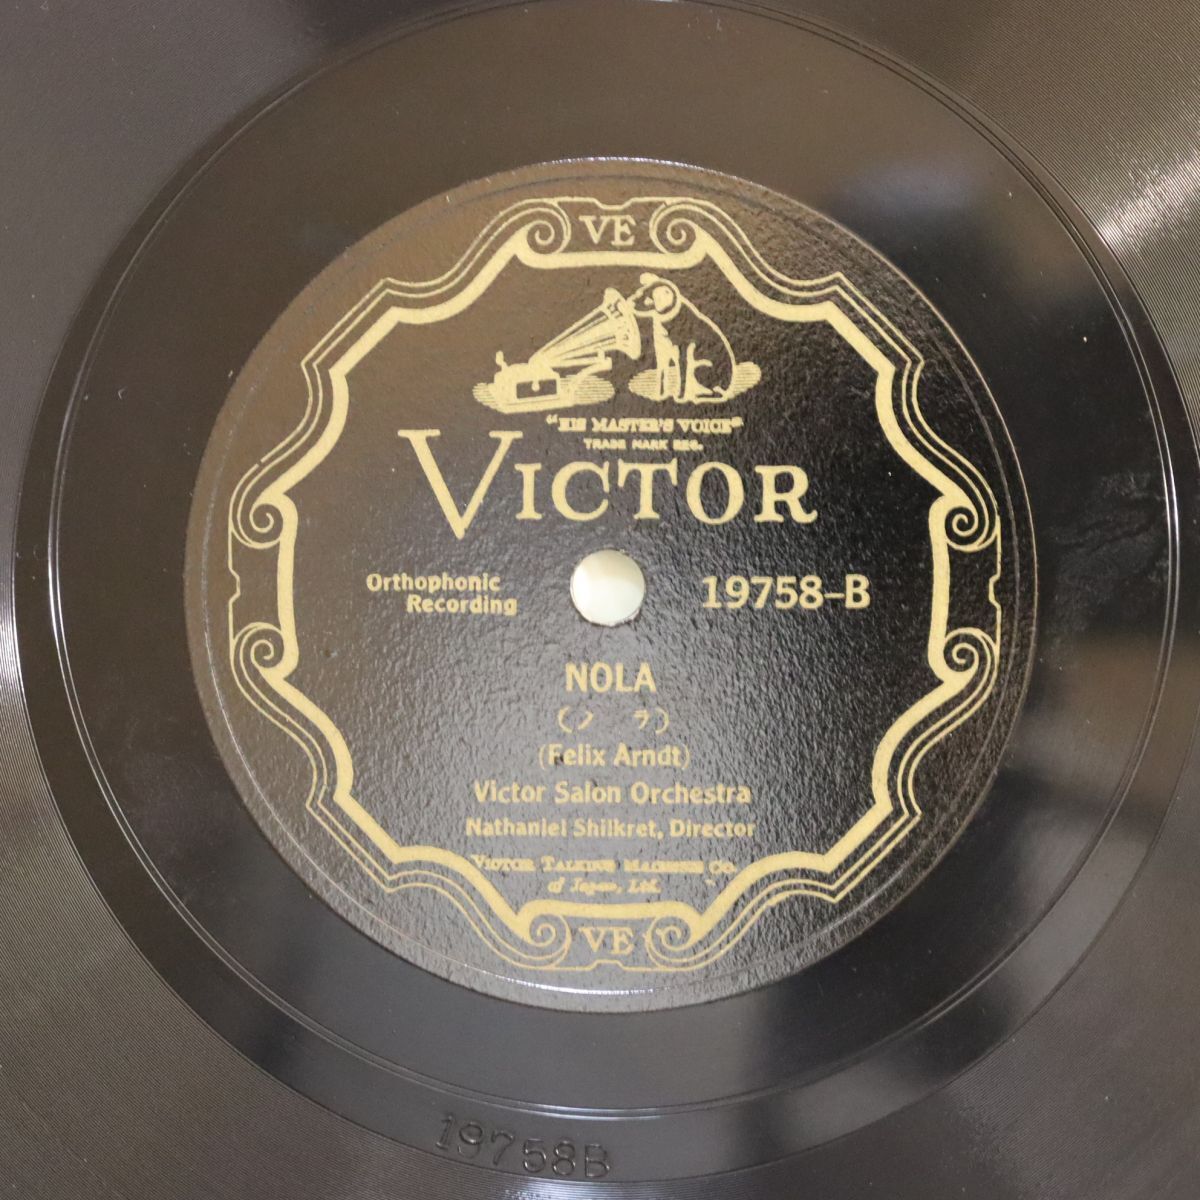 VE
"HIS MASTER'S VOICE"
TRADE MARK REG.
VICTOR
Orthophonic
Recording
19758-B
NOLA
(ノ ラ)
(Felix Arndt)
Victor Salon Orchestra
Nathaniel Shilkret, Director
VICTOR TALKING MACHINE CO.
of Japan, Ltd.
VE
19758B